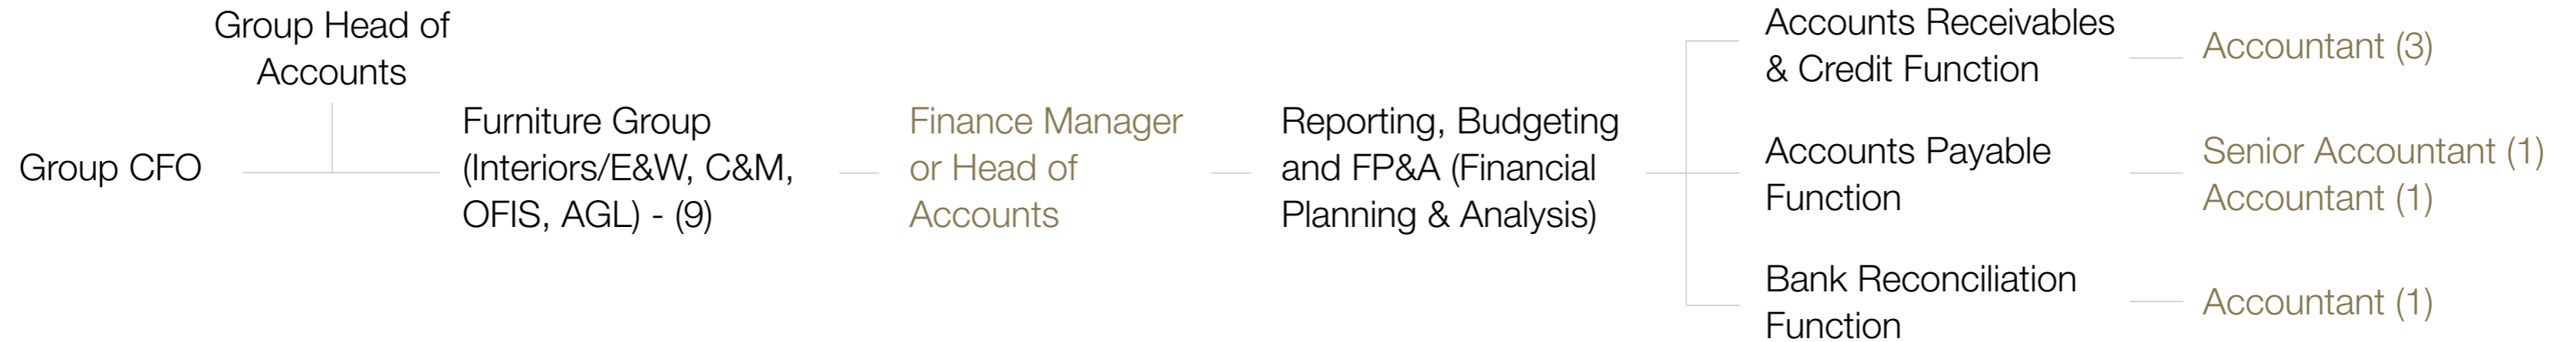 Group Head of
Accounts
Group CFO
Furniture Group
(Interiors/E&W, C&M,
OFIS, AGL) - (9)
Finance Manager
or Head of
Accounts
Reporting, Budgeting
and FP&A (Financial
Planning & Analysis)
Accounts Receivables
& Credit Function
Accountant (3)
Accounts Payable
Function
Senior Accountant (1)
Accountant (1)
Bank Reconciliation
Function
Accountant (1)